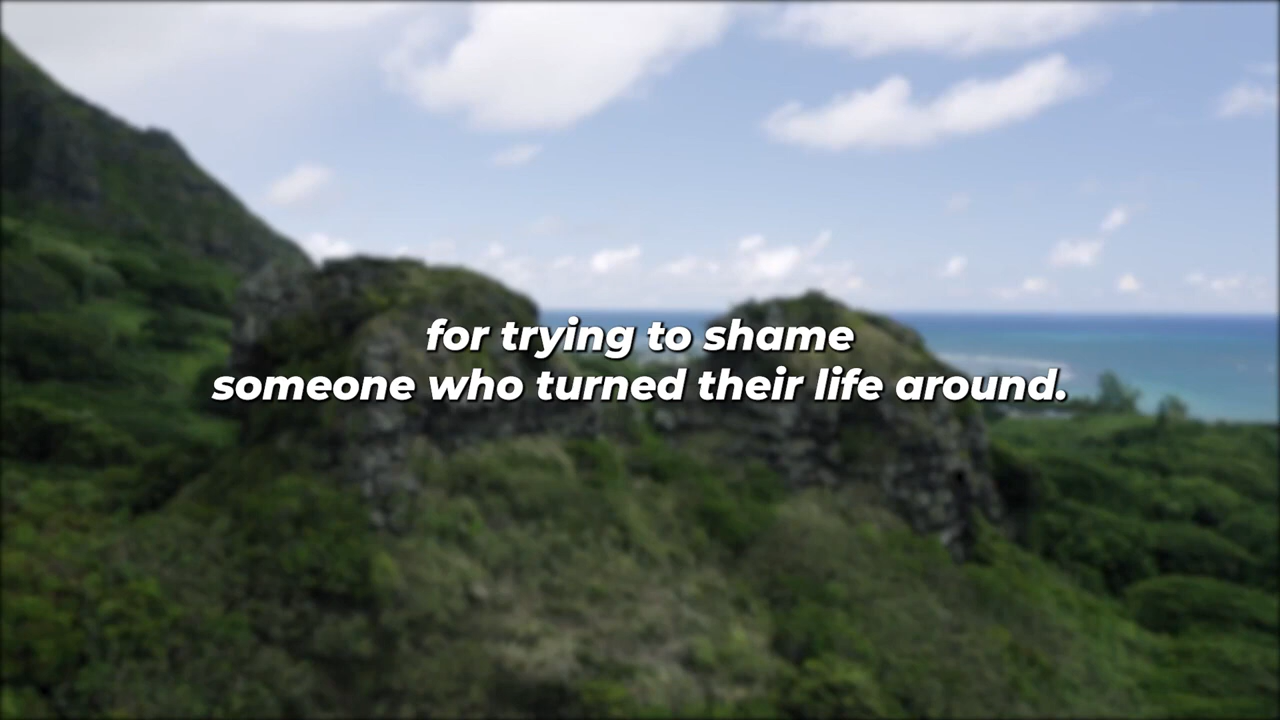 for trying to shame
someone who turned their life around.